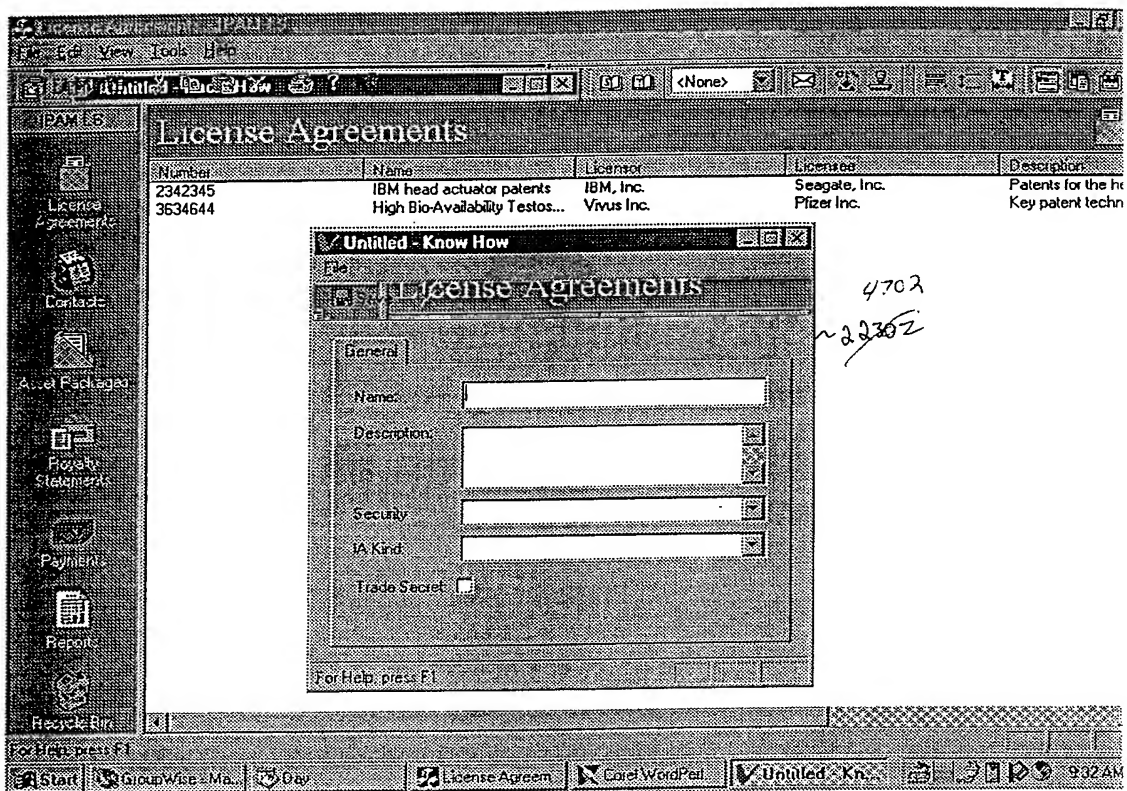 License Agreements - IPAM LS
File Edit View Tools Help
Untitled - Know How <None>
IPAM LS
License Agreements
Number Name Licensor Licensee Description
2342345 IBM head actuator patents IBM, Inc. Seagate, Inc. Patents for the he
3634644 High Bio-Availability Testos... Vivus Inc. Pfizer Inc. Key patent techn
License Agreements
Contacts
Asset Packages
Royalty Statements
Payments
Reports
Recycle Bin
Untitled - Know How
File
License Agreements
General
Name:
Description:
Security
IA Kind
Trade Secret
For Help, press F1
4702
22302
For Help, press F1
Start GroupWise - Ma... Day License Agreem Corel WordPerf Untitled - Kn... 9:32 AM